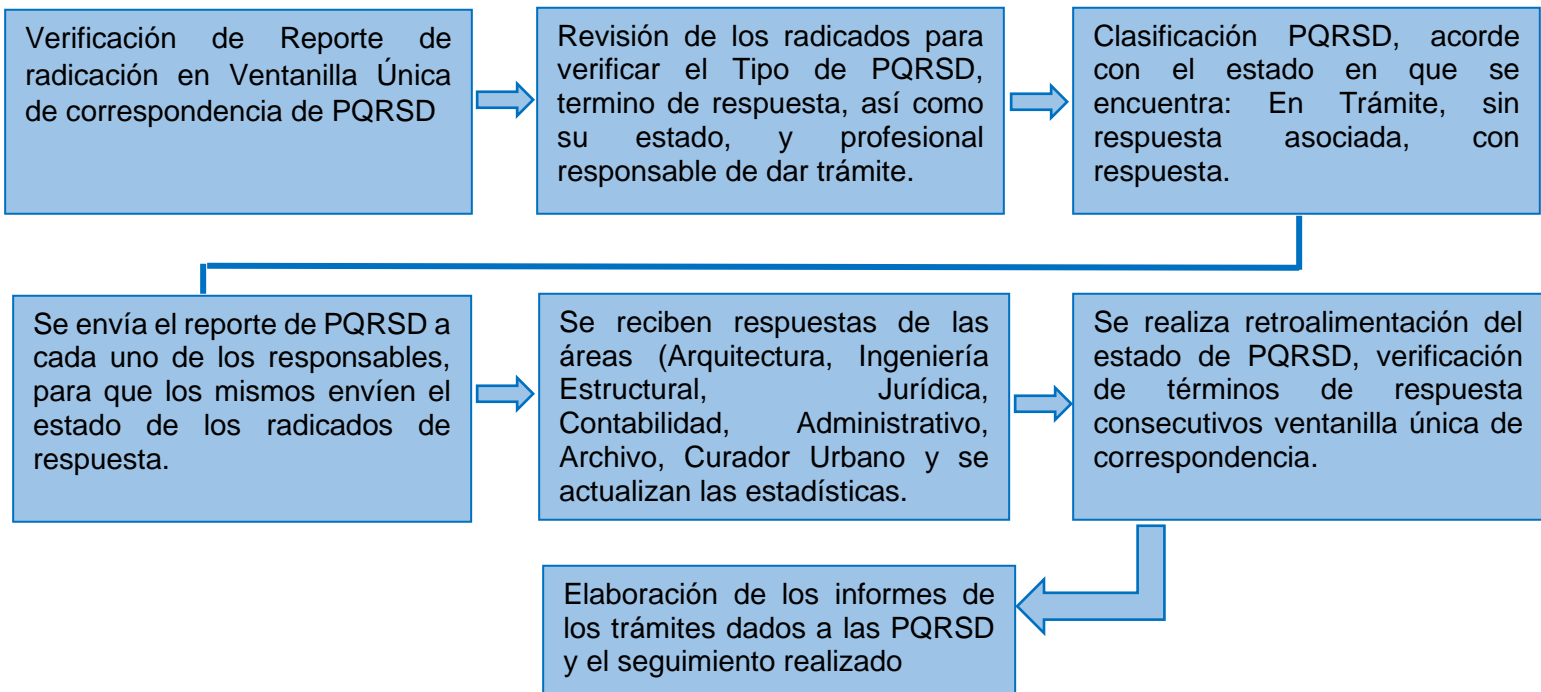 Verificación de Reporte de
radicación en Ventanilla Única
de correspondencia de PQRSD
Revisión de los radicados para
verificar el Tipo de PQRSD,
termino de respuesta, así como
su estado, y profesional
responsable de dar trámite.
Clasificación PQRSD, acorde
con el estado en que se
encuentra: En Trámite, sin
respuesta asociada, con
respuesta.
Se envía el reporte de PQRSD a
cada uno de los responsables,
para que los mismos envíen el
estado de los radicados de
respuesta.
Se reciben respuestas de las
áreas (Arquitectura, Ingeniería
Estructural, Jurídica,
Contabilidad, Administrativo,
Archivo, Curador Urbano y se
actualizan las estadísticas.
Se realiza retroalimentación del
estado de PQRSD, verificación
de términos de respuesta
consecutivos ventanilla única de
correspondencia.
Elaboración de los informes de
los trámites dados a las PQRSD
y el seguimiento realizado